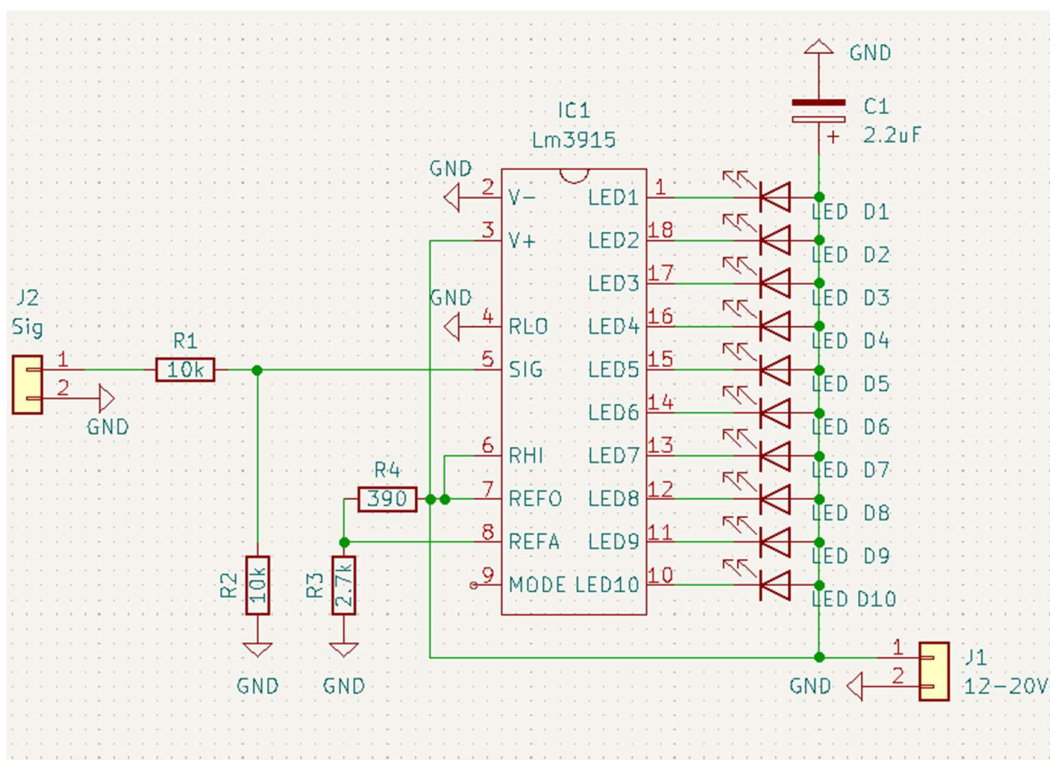 GND
C1
2.2uF
+
IC1
Lm3915
GND
2 V- LED1 1
LED D1
3 V+ LED2 18
LED D2
LED3 17
LED D3
GND
4 RLO LED4 16
LED D4
J2
Sig
1
2
GND
R1
10k
5 SIG LED5 15
LED D5
LED6 14
LED D6
6 RHI LED7 13
LED D7
R4
390
7 REFO LED8 12
LED D8
8 REFA LED9 11
LED D9
R2
10k
R3
2.7k
9 MODE LED10 10
LED D10
GND
GND
1
2
GND
J1
12-20V